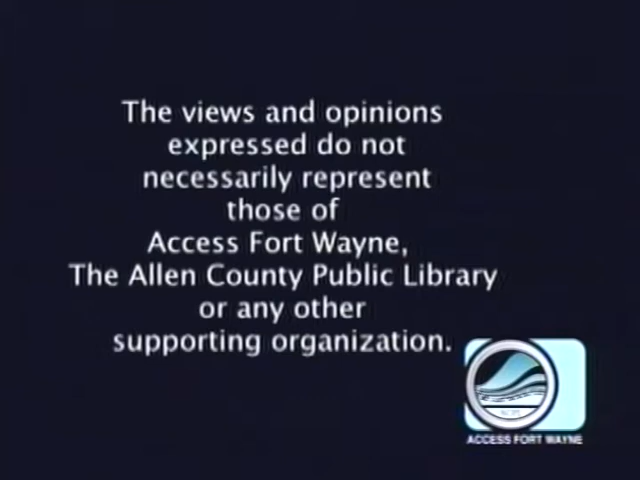 The views and opinions
expressed do not
necessarily represent
those of
Access Fort Wayne,
The Allen County Public Library
or any other
supporting organization.
ACCESS FORT WAYNE